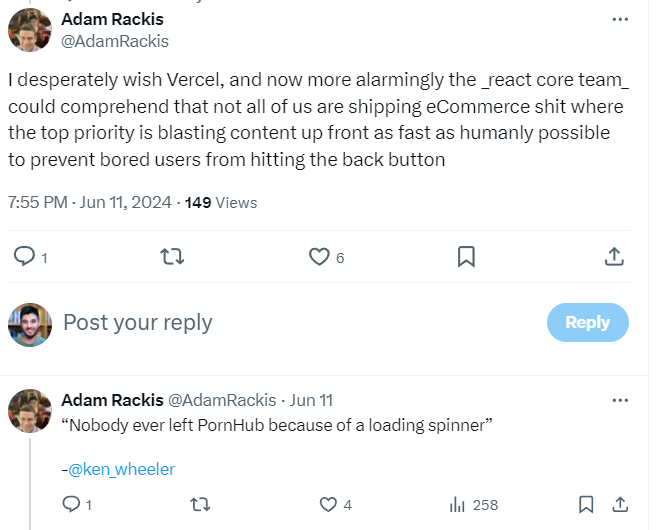 Adam Rackis
@AdamRackis
I desperately wish Vercel, and now more alarmingly the _react core team_
could comprehend that not all of us are shipping eCommerce shit where
the top priority is blasting content up front as fast as humanly possible
to prevent bored users from hitting the back button
7:55 PM · Jun 11, 2024 · 149 Views
1 6
Post your reply Reply
Adam Rackis @AdamRackis · Jun 11
“Nobody ever left PornHub because of a loading spinner”
-@ken_wheeler
1 4 258